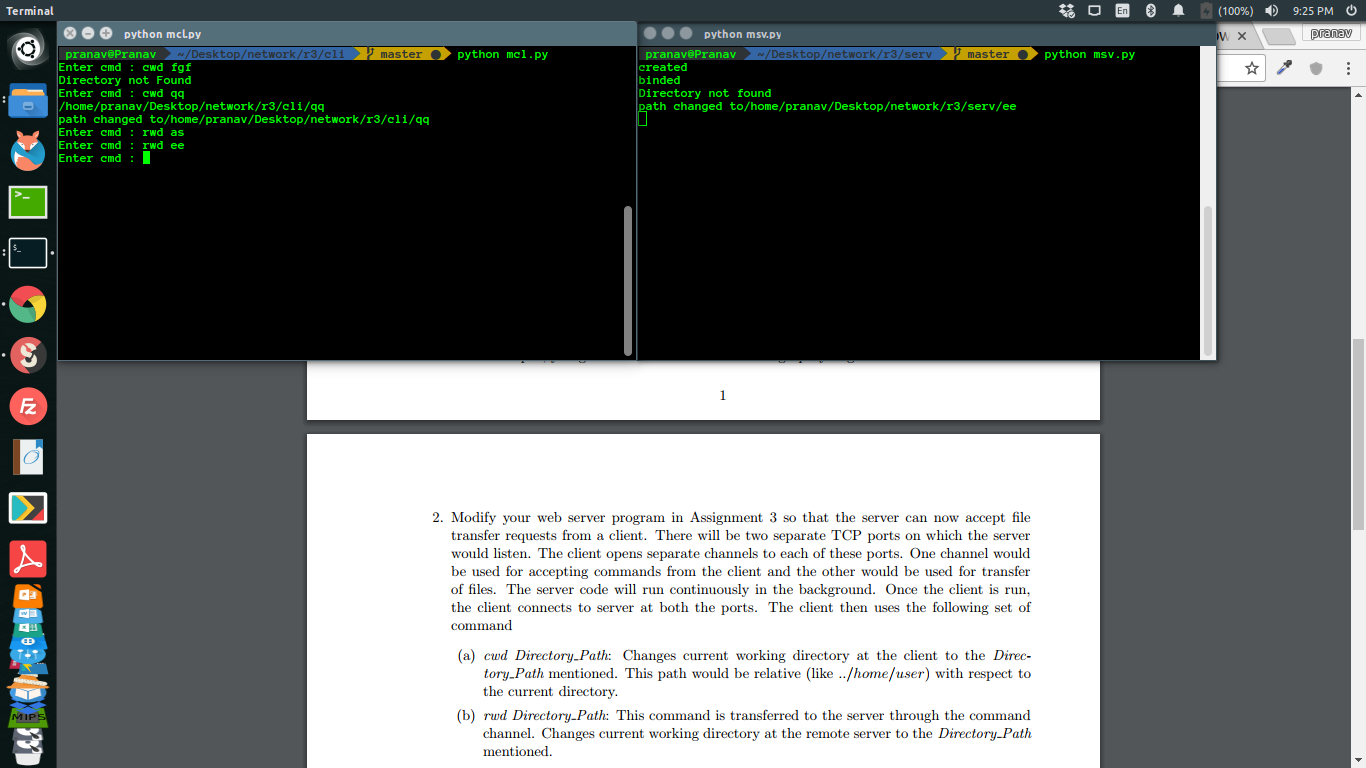 Terminal
En
(100%)
9:25 PM
python mcl.py
python msv.py
pranav
pranav@Pranav ~/Desktop/network/r3/cli master python mcl.py
Enter cmd : cwd fgf
Directory not Found
Enter cmd : cwd qq
/home/pranav/Desktop/network/r3/cli/qq
path changed to/home/pranav/Desktop/network/r3/cli/qq
Enter cmd : rwd as
Enter cmd : rwd ee
Enter cmd :
pranav@Pranav ~/Desktop/network/r3/serv master python msv.py
created
binded
Directory not found
path changed to/home/pranav/Desktop/network/r3/serv/ee
1
2. Modify your web server program in Assignment 3 so that the server can now accept file
transfer requests from a client. There will be two separate TCP ports on which the server
would listen. The client opens separate channels to each of these ports. One channel would
be used for accepting commands from the client and the other would be used for transfer
of files. The server code will run continuously in the background. Once the client is run,
the client connects to server at both the ports. The client then uses the following set of
command
(a) cwd Directory_Path: Changes current working directory at the client to the Direc-
tory_Path mentioned. This path would be relative (like ../home/user) with respect to
the current directory.
(b) rwd Directory_Path: This command is transferred to the server through the command
channel. Changes current working directory at the remote server to the Directory_Path
mentioned.
MIPS